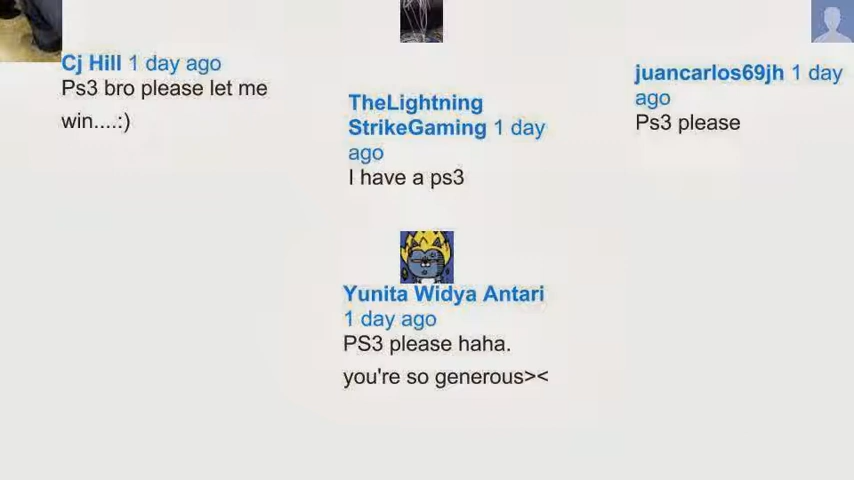 Cj Hill 1 day ago
Ps3 bro please let me
win....:)
TheLightning
StrikeGaming 1 day
ago
I have a ps3
juancarlos69jh 1 day
ago
Ps3 please
Yunita Widya Antari
1 day ago
PS3 please haha.
you're so generous><